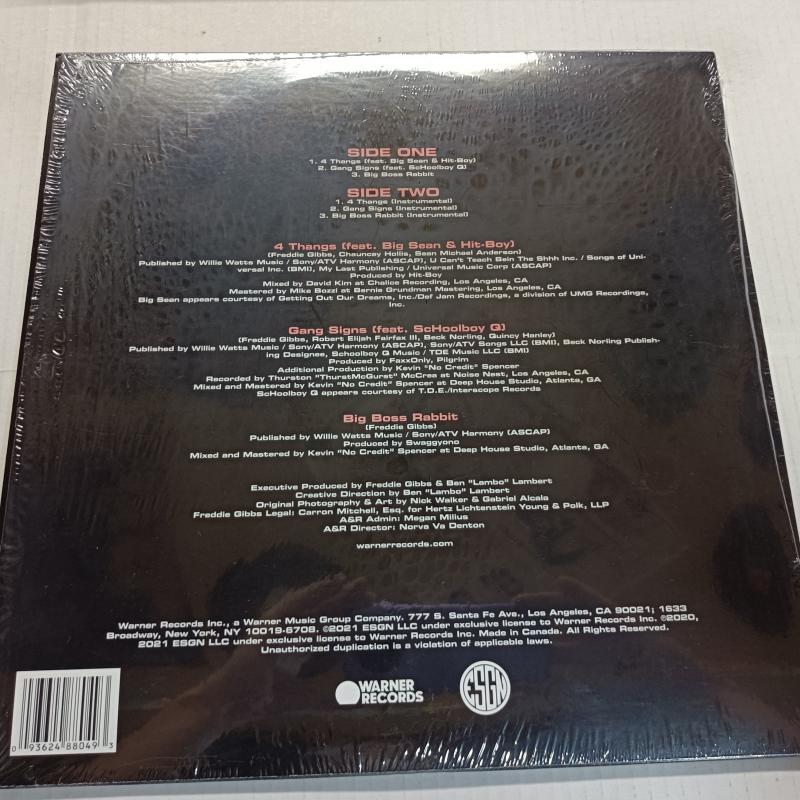 SIDE ONE
1. 4 Thangs (feat. Big Sean & Hit-Boy)
2. Gang Signs (feat. ScHoolboy Q)
3. Big Boss Rabbit
SIDE TWO
1. 4 Thangs (Instrumental)
2. Gang Signs (Instrumental)
3. Big Boss Rabbit (Instrumental)
4 Thangs (feat. Big Sean & Hit-Boy)
(Freddie Gibbs, Chauncey Hollis, Sean Michael Anderson)
Published by Willie Watts Music / Sony/ATV Harmony (ASCAP), U Can't Teach Bein The Shhh Inc. / Songs of Uni-
versal Inc. (BMI), My Last Publishing / Universal Music Corp (ASCAP)
Produced by Hit-Boy
Mixed by David Kim at Chalice Recording, Los Angeles, CA
Mastered by Mike Bozzi at Bernie Grundman Mastering, Los Angeles, CA
Big Sean appears courtesy of Getting Out Our Dreams, Inc./Def Jam Recordings, a division of UMG Recordings,
Inc.
Gang Signs (feat. ScHoolboy Q)
(Freddie Gibbs, Robert Elijah Fairfax III, Beck Norling, Quincy Hanley)
Published by Willie Watts Music / Sony/ATV Harmony (ASCAP), Sony/ATV Songs LLC (BMI), Beck Norling Publish-
ing Designee, Schoolboy Q Music / TDE Music LLC (BMI)
Produced by FaxxOnly, Pilgrim
Additional Production by Kevin "No Credit" Spencer
Recorded by Thurston "ThurstMcGurst" McCrea at Noise Nest, Los Angeles, CA
Mixed and Mastered by Kevin "No Credit" Spencer at Deep House Studio, Atlanta, GA
ScHoolboy Q appears courtesy of T.D.E./Interscope Records
Big Boss Rabbit
(Freddie Gibbs)
Published by Willie Watts Music / Sony/ATV Harmony (ASCAP)
Produced by Swaggyono
Mixed and Mastered by Kevin "No Credit" Spencer at Deep House Studio, Atlanta, GA
Executive Produced by Freddie Gibbs & Ben "Lambo" Lambert
Creative Direction by Ben "Lambo" Lambert
Original Photography & Art by Nick Walker & Gabriel Alcala
Freddie Gibbs Legal: Carron Mitchell, Esq. for Hertz Lichtenstein Young & Polk, LLP
A&R Admin: Megan Milius
A&R Director: Norva Va Denton
warnerrecords.com
Warner Records Inc., a Warner Music Group Company. 777 S. Santa Fe Ave., Los Angeles, CA 90021; 1633
Broadway, New York, NY 10019-6708. ©2021 ESGN LLC under exclusive license to Warner Records Inc. ℗2020,
2021 ESGN LLC under exclusive license to Warner Records Inc. Made in Canada. All Rights Reserved.
Unauthorized duplication is a violation of applicable laws.
WARNER
RECORDS
ESGN
0 93624 88049 3